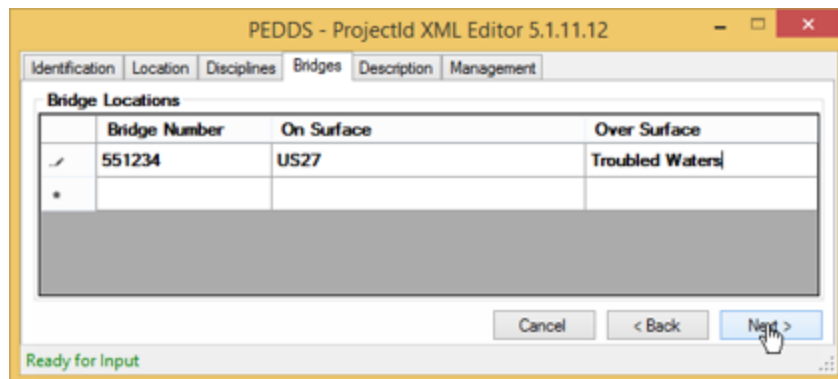 PEDDS - ProjectId XML Editor 5.1.11.12
Identification Location Disciplines Bridges Description Management
Bridge Locations
Bridge Number On Surface Over Surface
551234 US27 Troubled Waters
*
Cancel < Back Next >
Ready for Input